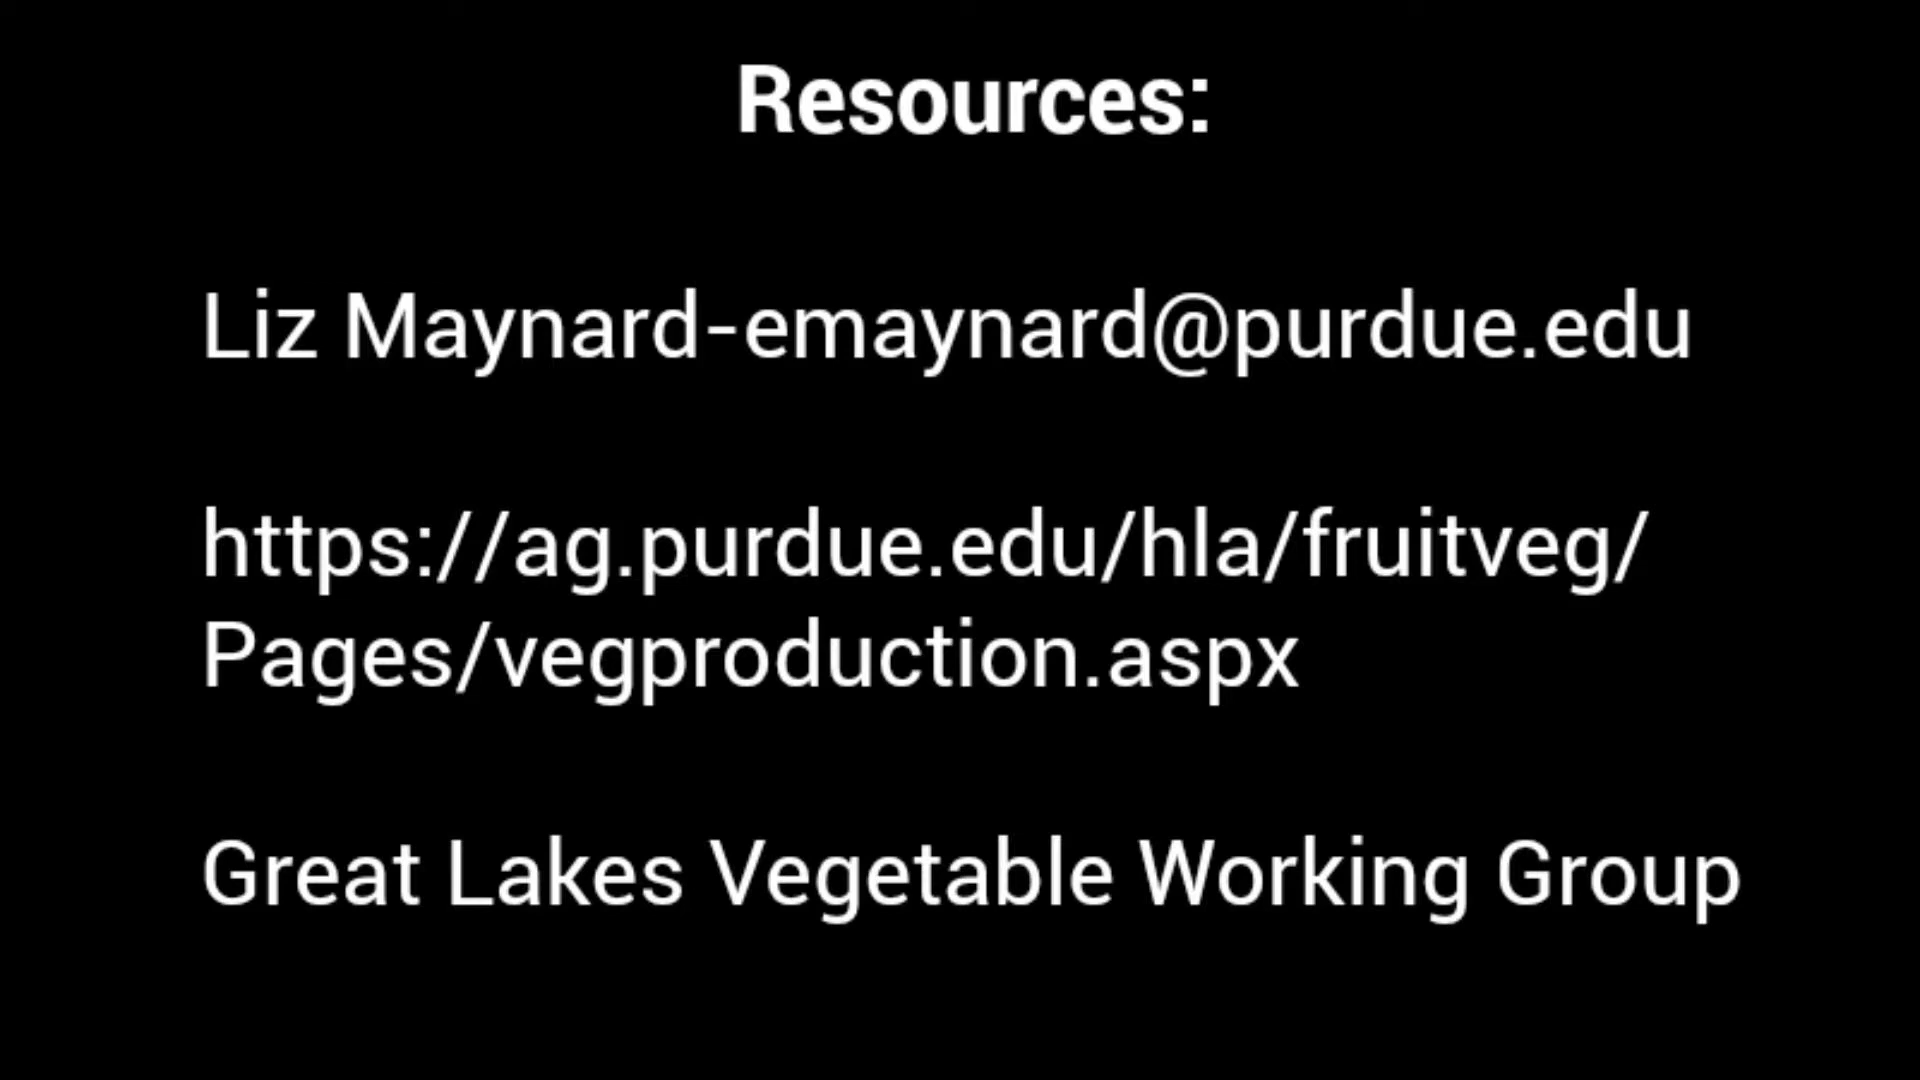 Resources:
Liz Maynard-emaynard@purdue.edu
https://ag.purdue.edu/hla/fruitveg/
Pages/vegproduction.aspx
Great Lakes Vegetable Working Group